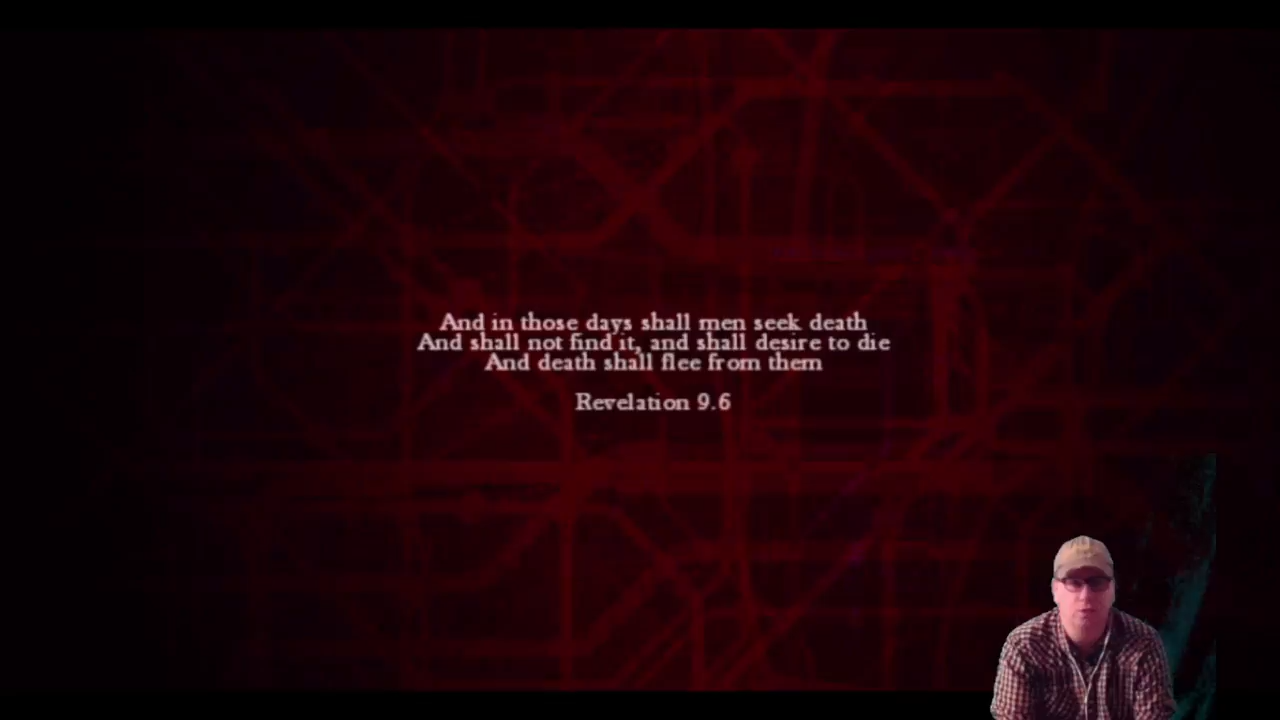 And in those days shall men seek death
And shall not find it, and shall desire to die
And death shall flee from them
Revelation 9.6